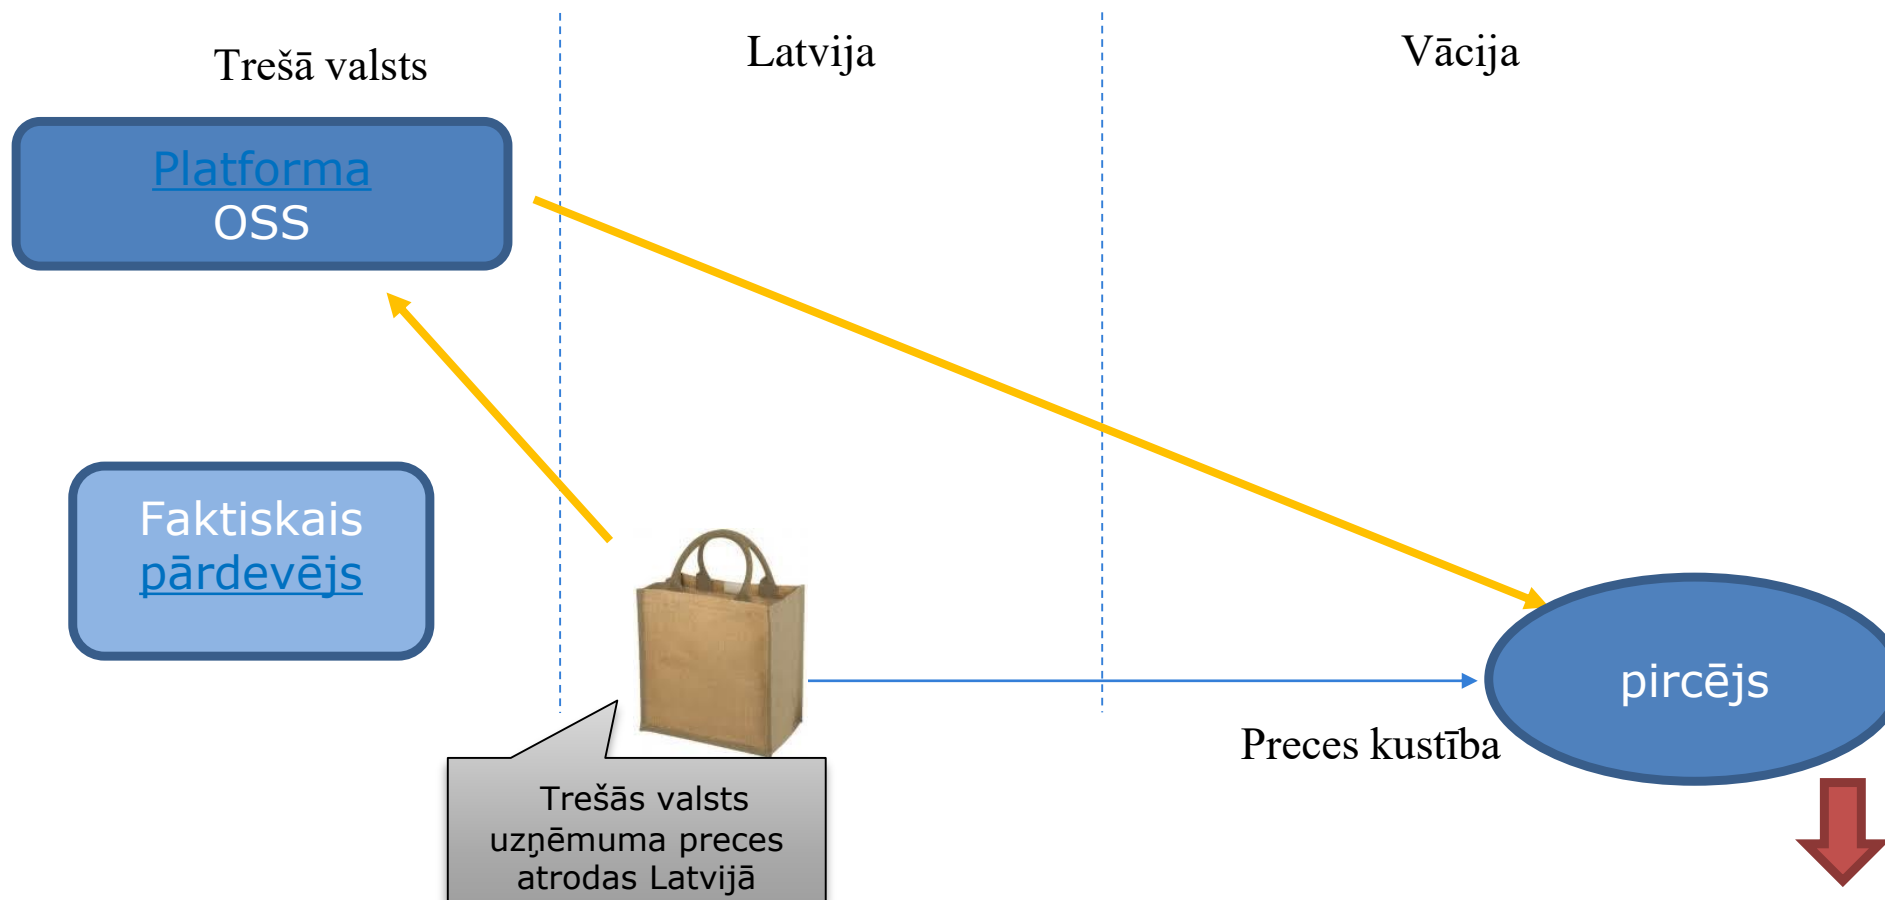 Trešā valsts
Latvija
Vācija
Platforma
OSS
Faktiskais
pārdevējs
pircējs
Preces kustība
Trešās valsts
uzņēmuma preces
atrodas Latvijā